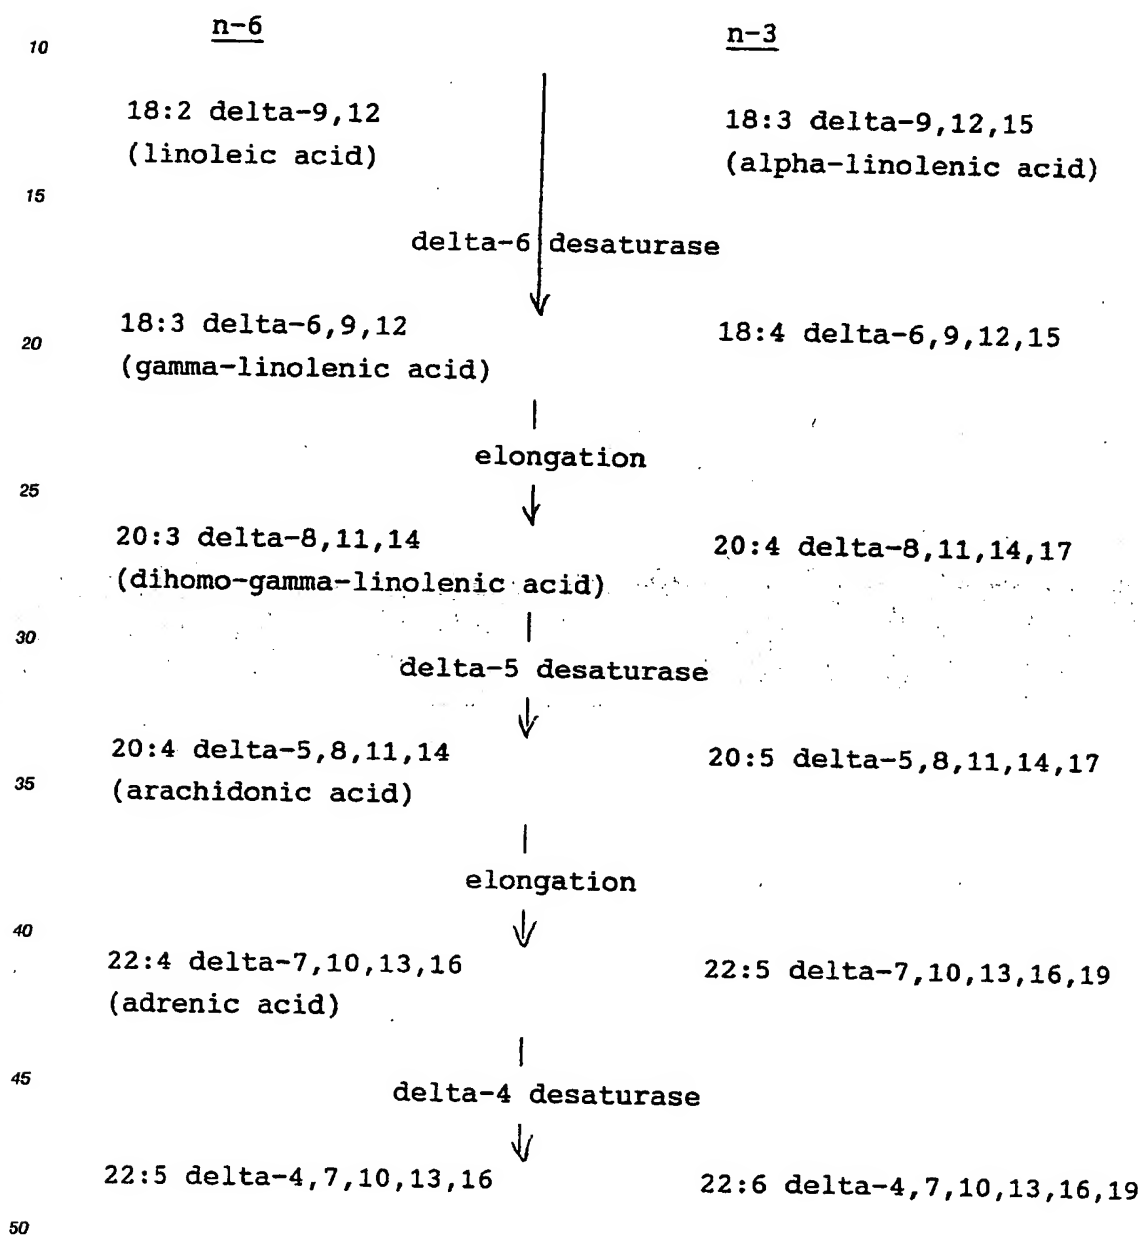 n-6
10
n-3
18:2 delta-9,12
18:3 delta-9,12,15
(linoleic acid)
(alpha-linolenic acid)
15
delta-6 desaturase
18:3 delta-6,9,12
18:4 delta-6,9,12,15
20
(gamma-linolenic acid)
elongation
25
20:3 delta-8,11,14
20:4 delta-8,11,14,17
(dihomo-gamma-linolenic acid)
30
delta-5 desaturase
20:4 delta-5,8,11,14
20:5 delta-5,8,11,14,17
35
(arachidonic acid)
elongation
40
22:4 delta-7,10,13,16
22:5 delta-7,10,13,16,19
(adrenic acid)
45
delta-4 desaturase
22:5 delta-4,7,10,13,16
22:6 delta-4,7,10,13,16,19
50